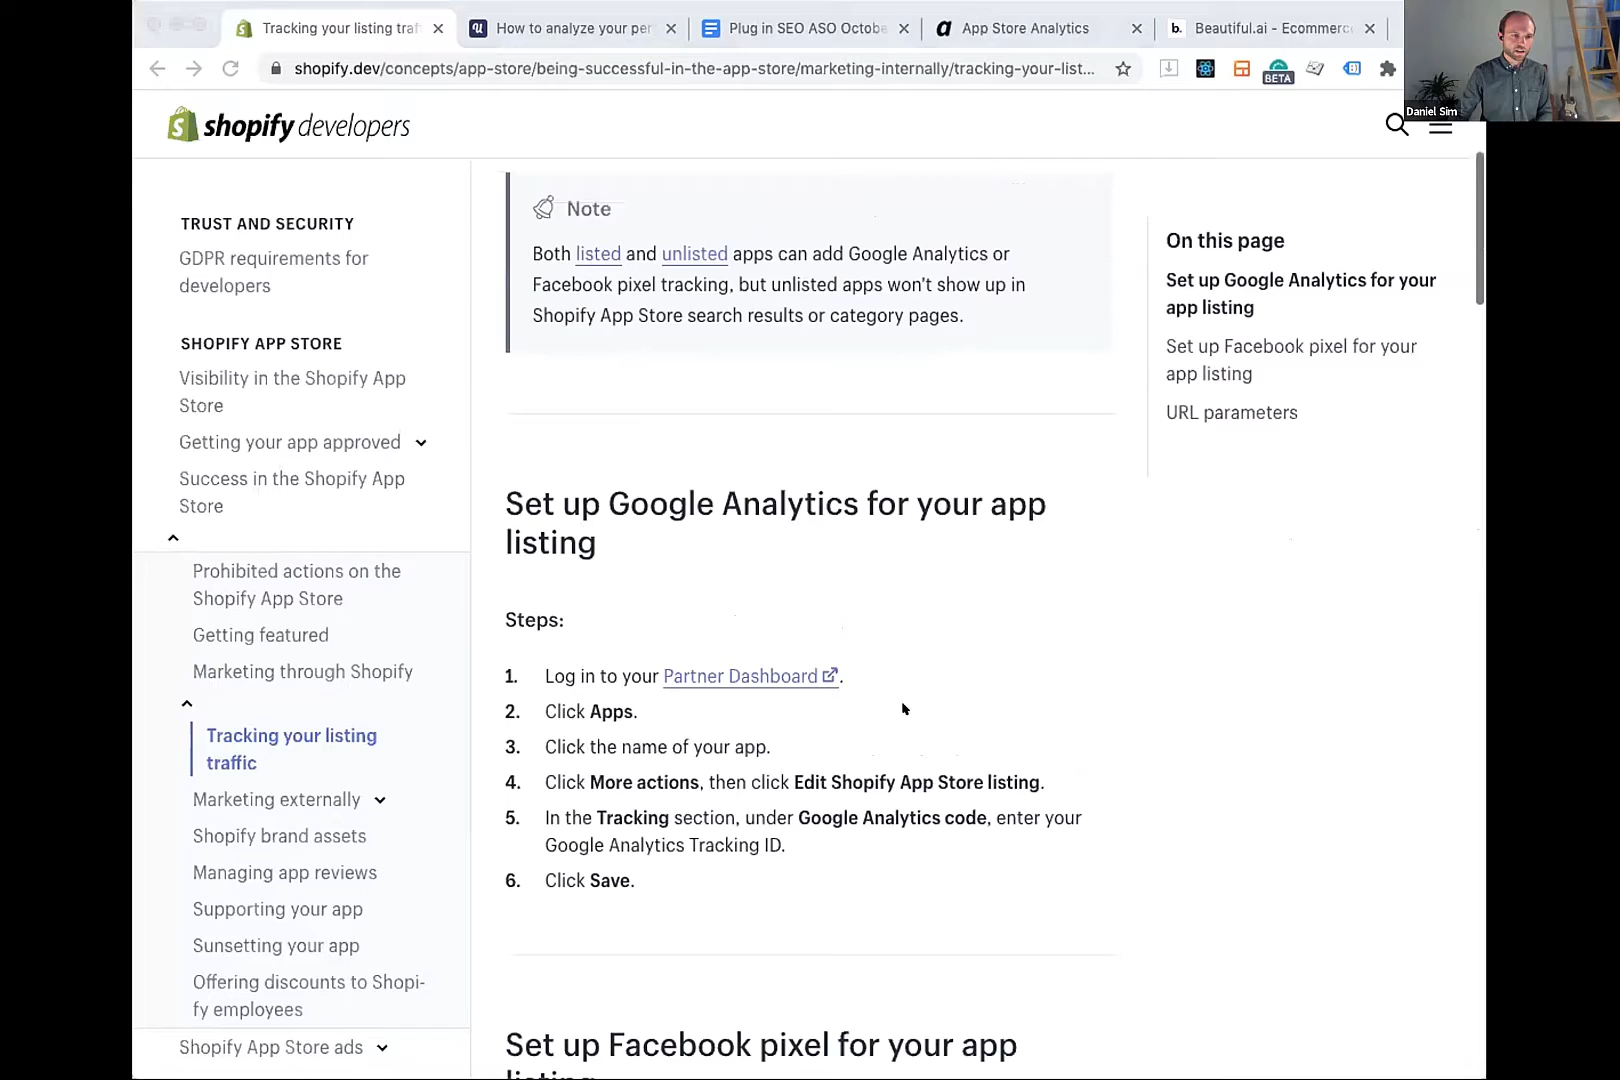 Tracking your listing traf
How to analyze your per
Plug in SEO ASO Octobe
App Store Analytics
b. Beautiful.ai - Ecommerc
shopify.dev/concepts/app-store/being-successful-in-the-app-store/marketing-internally/tracking-your-list...
BETA
Daniel Sim
shopify developers
TRUST AND SECURITY
GDPR requirements for
developers
SHOPIFY APP STORE
Visibility in the Shopify App
Store
Getting your app approved
Success in the Shopify App
Store
Prohibited actions on the
Shopify App Store
Getting featured
Marketing through Shopify
Tracking your listing
traffic
Marketing externally
Shopify brand assets
Managing app reviews
Supporting your app
Sunsetting your app
Offering discounts to Shopi-
fy employees
Shopify App Store ads
Note
Both listed and unlisted apps can add Google Analytics or
Facebook pixel tracking, but unlisted apps won't show up in
Shopify App Store search results or category pages.
Set up Google Analytics for your app
listing
Steps:
1. Log in to your Partner Dashboard.
2. Click Apps.
3. Click the name of your app.
4. Click More actions, then click Edit Shopify App Store listing.
5. In the Tracking section, under Google Analytics code, enter your
Google Analytics Tracking ID.
6. Click Save.
Set up Facebook pixel for your app
listing
On this page
Set up Google Analytics for your
app listing
Set up Facebook pixel for your
app listing
URL parameters